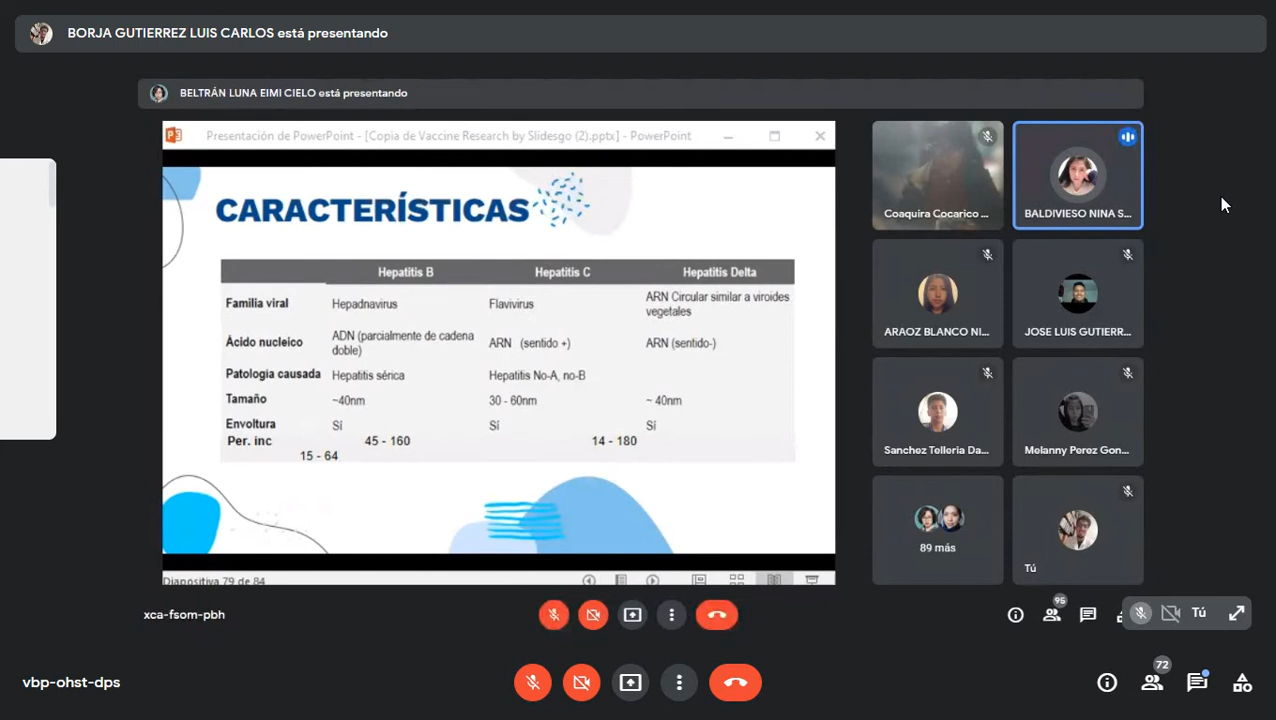 BORJA GUTIERREZ LUIS CARLOS está presentando
BELTRÁN LUNA EIMI CIELO está presentando
Presentación de PowerPoint - [Copia de Vaccine Research by Slidesgo (2).pptx] - PowerPoint
CARACTERÍSTICAS
Hepatitis B Hepatitis C Hepatitis Delta
Familia viral Hepadnavirus Flavivirus ARN Circular similar a viroides
vegetales
Ácido nucleico ADN (parcialmente de cadena
doble) ARN (sentido +) ARN (sentido-)
Patología causada Hepatitis sérica Hepatitis No-A, no-B
Tamaño ~40nm 30 - 60nm ~ 40nm
Envoltura Sí Sí Sí
Per. inc 45 - 160 14 - 180
15 - 64
Diapositiva 79 de 84
Coaquira Cocarico ...
BALDIVIESO NINA S...
ARAOZ BLANCO NI...
JOSE LUIS GUTIERR...
Sanchez Telleria Da...
Melanny Perez Gon...
89 más
Tú
xca-fsom-pbh
95
Tú
vbp-ohst-dps
72